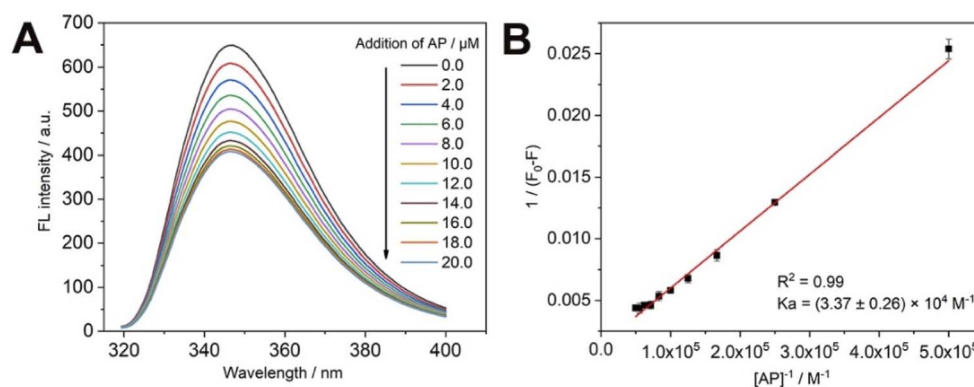 A
FL intensity / a.u.
700
600
500
400
300
200
100
0
320
340
360
380
400
Wavelength / nm
Addition of AP / µM
0.0
2.0
4.0
6.0
8.0
10.0
12.0
14.0
16.0
18.0
20.0
B
1 / (F₀-F)
0.025
0.020
0.015
0.010
0.005
0.0
1.0x10⁵
2.0x10⁵
3.0x10⁵
4.0x10⁵
5.0x10⁵
[AP]⁻¹ / M⁻¹
R² = 0.99
Ka = (3.37 ± 0.26) × 10⁴ M⁻¹